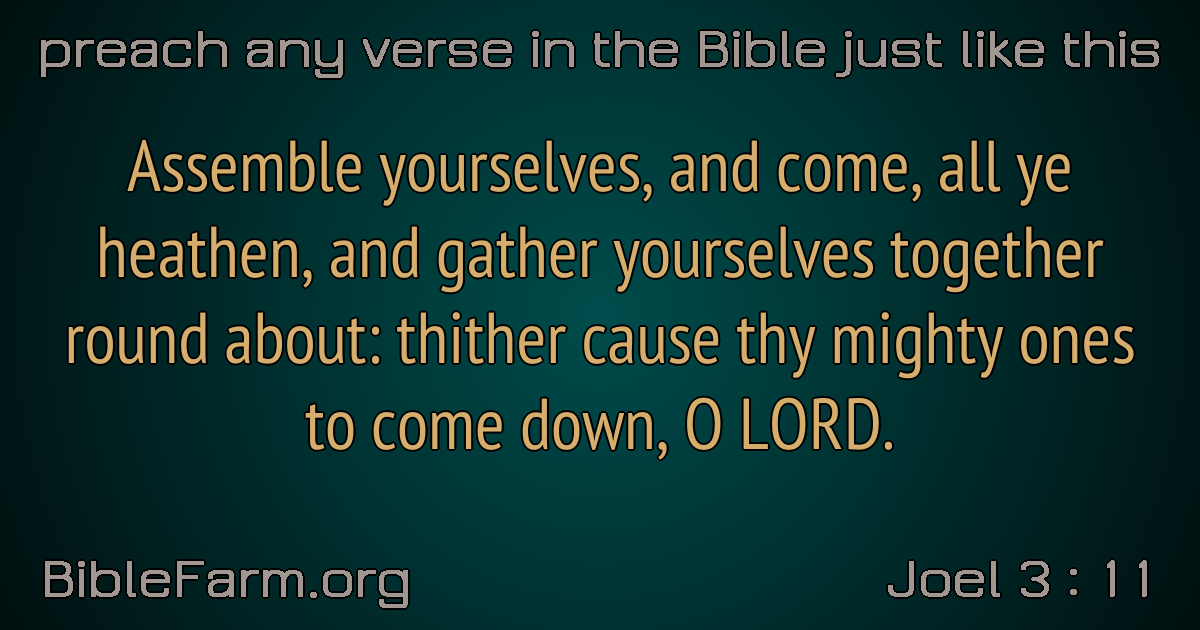 preach any verse in the Bible just like this
Assemble yourselves, and come, all ye
heathen, and gather yourselves together
round about: thither cause thy mighty ones
to come down, O LORD.
BibleFarm.org
Joel 3 : 11